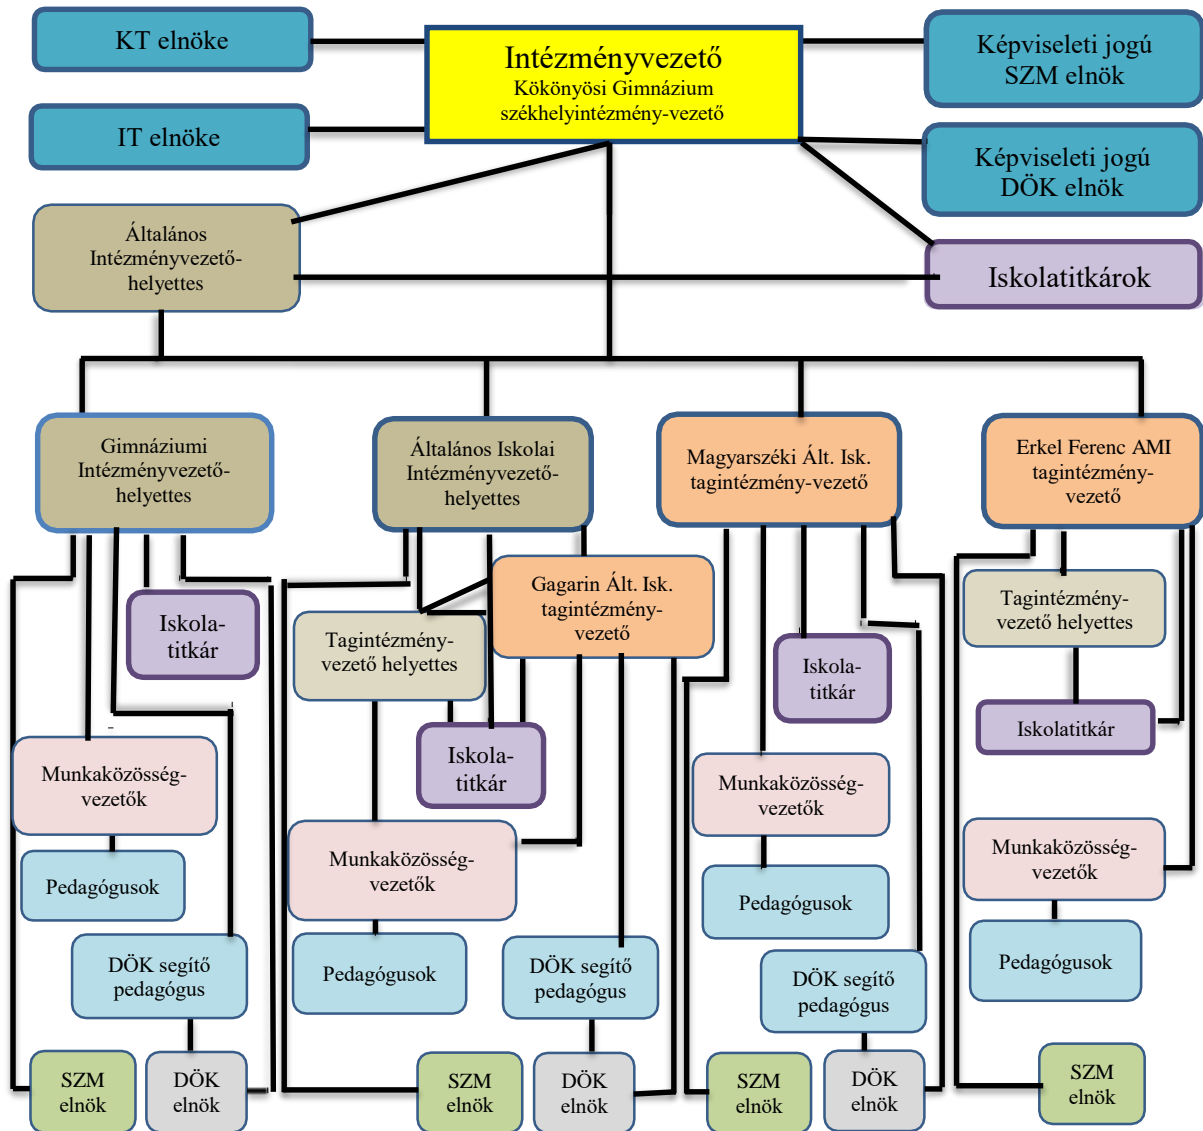 KT elnöke
Intézményvezető
Kökönyösi Gimnázium
székhelyintézmény-vezető
Képviseleti jogú
SZM elnök
IT elnöke
Képviseleti jogú
DÖK elnök
Általános
Intézményvezető-
helyettes
Iskolatitkárok
Gimnáziumi
Intézményvezető-
helyettes
Általános Iskolai
Intézményvezető-
helyettes
Magyarszéki Ált. Isk.
tagintézmény-vezető
Erkel Ferenc AMI
tagintézmény-
vezető
Iskola-
titkár
Gagarin Ált. Isk.
tagintézmény-
vezető
Tagintézmény-
vezető helyettes
Iskola-
titkár
Tagintézmény-
vezető helyettes
Iskola-
titkár
Iskolatitkár
Munkaközösség-
vezetők
Munkaközösség-
vezetők
Munkaközösség-
vezetők
Munkaközösség-
vezetők
Pedagógusok
Pedagógusok
Pedagógusok
Pedagógusok
DÖK segítő
pedagógus
DÖK segítő
pedagógus
DÖK segítő
pedagógus
SZM
elnök
DÖK
elnök
SZM
elnök
DÖK
elnök
SZM
elnök
DÖK
elnök
SZM
elnök